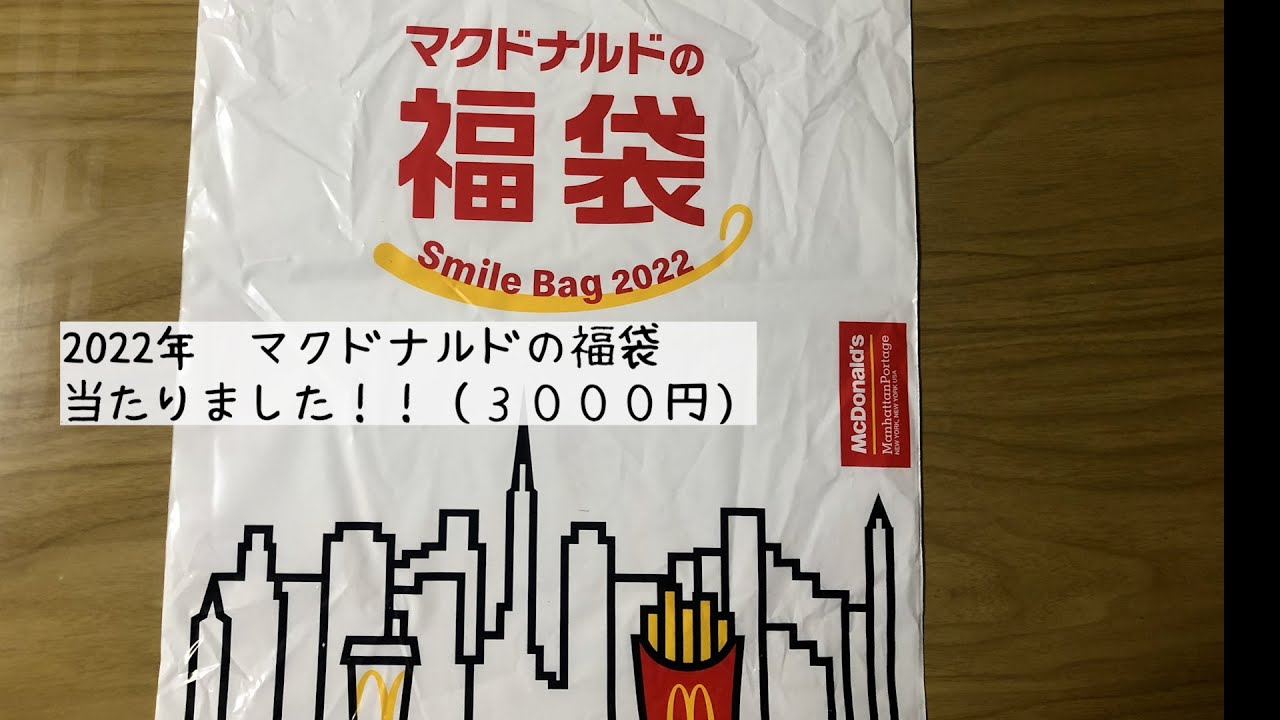 マクドナルドの
福袋
Smile Bag 2022
2022年　マクドナルドの福袋
当たりました！！（３０００円）
McDonald's
ManhattanPortage
NEW YORK, NEW YORK USA